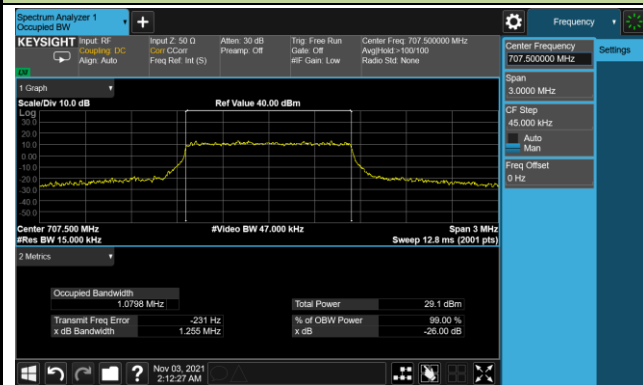 Spectrum Analyzer 1
Occupied BW
Frequency
KEYSIGHT
Input: RF
Coupling: DC
Align: Auto
Input Z: 50 Ω
Corr CCorr
Freq Ref: Int (S)
Atten: 30 dB
Preamp: Off
Trig: Free Run
Gate: Off
#IF Gain: Low
Center Freq: 707.500000 MHz
Avg|Hold:>100/100
Radio Std: None
Center Frequency
707.500000 MHz
Settings
Span
3.0000 MHz
CF Step
45.000 kHz
Auto
Man
Freq Offset
0 Hz
1 Graph
Scale/Div 10.0 dB
Ref Value 40.00 dBm
Log
30.0
20.0
10.0
0.00
-10.0
-20.0
-30.0
-40.0
-50.0
Center 707.500 MHz
#Video BW 47.000 kHz
Span 3 MHz
#Res BW 15.000 kHz
Sweep 12.8 ms (2001 pts)
2 Metrics
Occupied Bandwidth
1.0798 MHz
Total Power
29.1 dBm
Transmit Freq Error
-231 Hz
% of OBW Power
99.00 %
x dB Bandwidth
1.255 MHz
x dB
-26.00 dB
?
Nov 03, 2021
2:12:27 AM